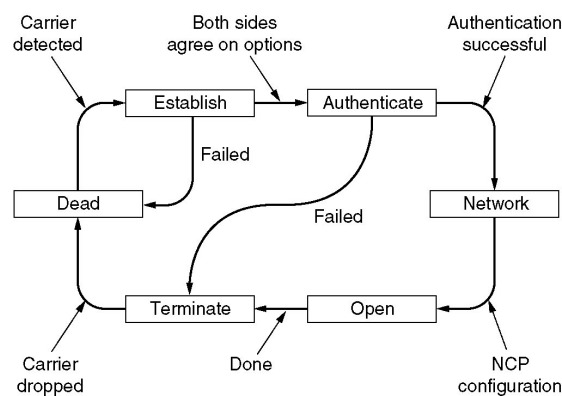 Carrier
detected
Both sides
agree on options
Authentication
successful
Establish
Authenticate
Failed
Dead
Failed
Network
Terminate
Open
Carrier
dropped
Done
NCP
configuration